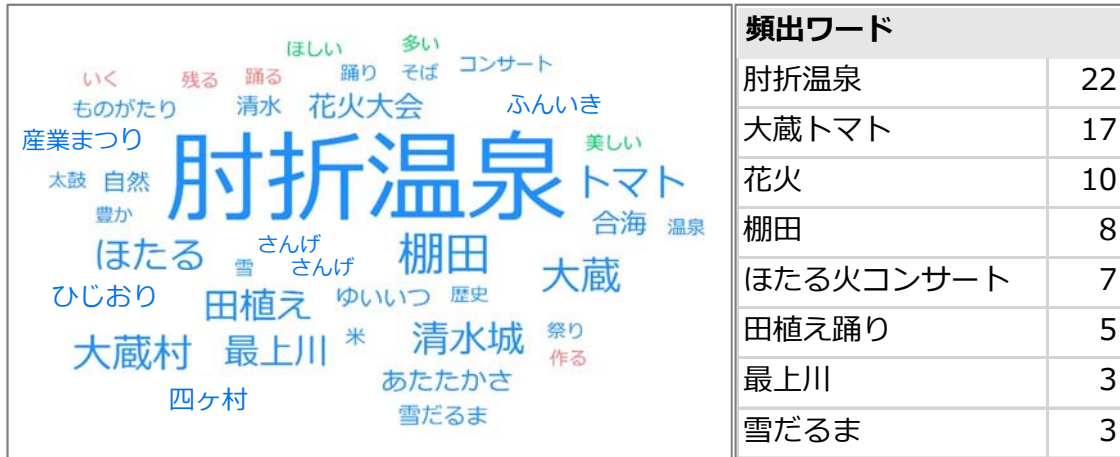 ほしい 多い
いく 残る 踊る 踊り そば コンサート
ものがたり 清水 花火大会 ふんいき
産業まつり 美しい
肘折温泉
太鼓 自然 トマト
豊か 合海 温泉
ほたる さんげ 棚田
雪 さんげ 大蔵
ひじおり 田植え ゆいいつ 歴史
大蔵村 最上川 米 清水城 祭り
作る
四ヶ村 あたたかさ
雪だるま
頻出ワード
肘折温泉 22
大蔵トマト 17
花火 10
棚田 8
ほたる火コンサート 7
田植え踊り 5
最上川 3
雪だるま 3